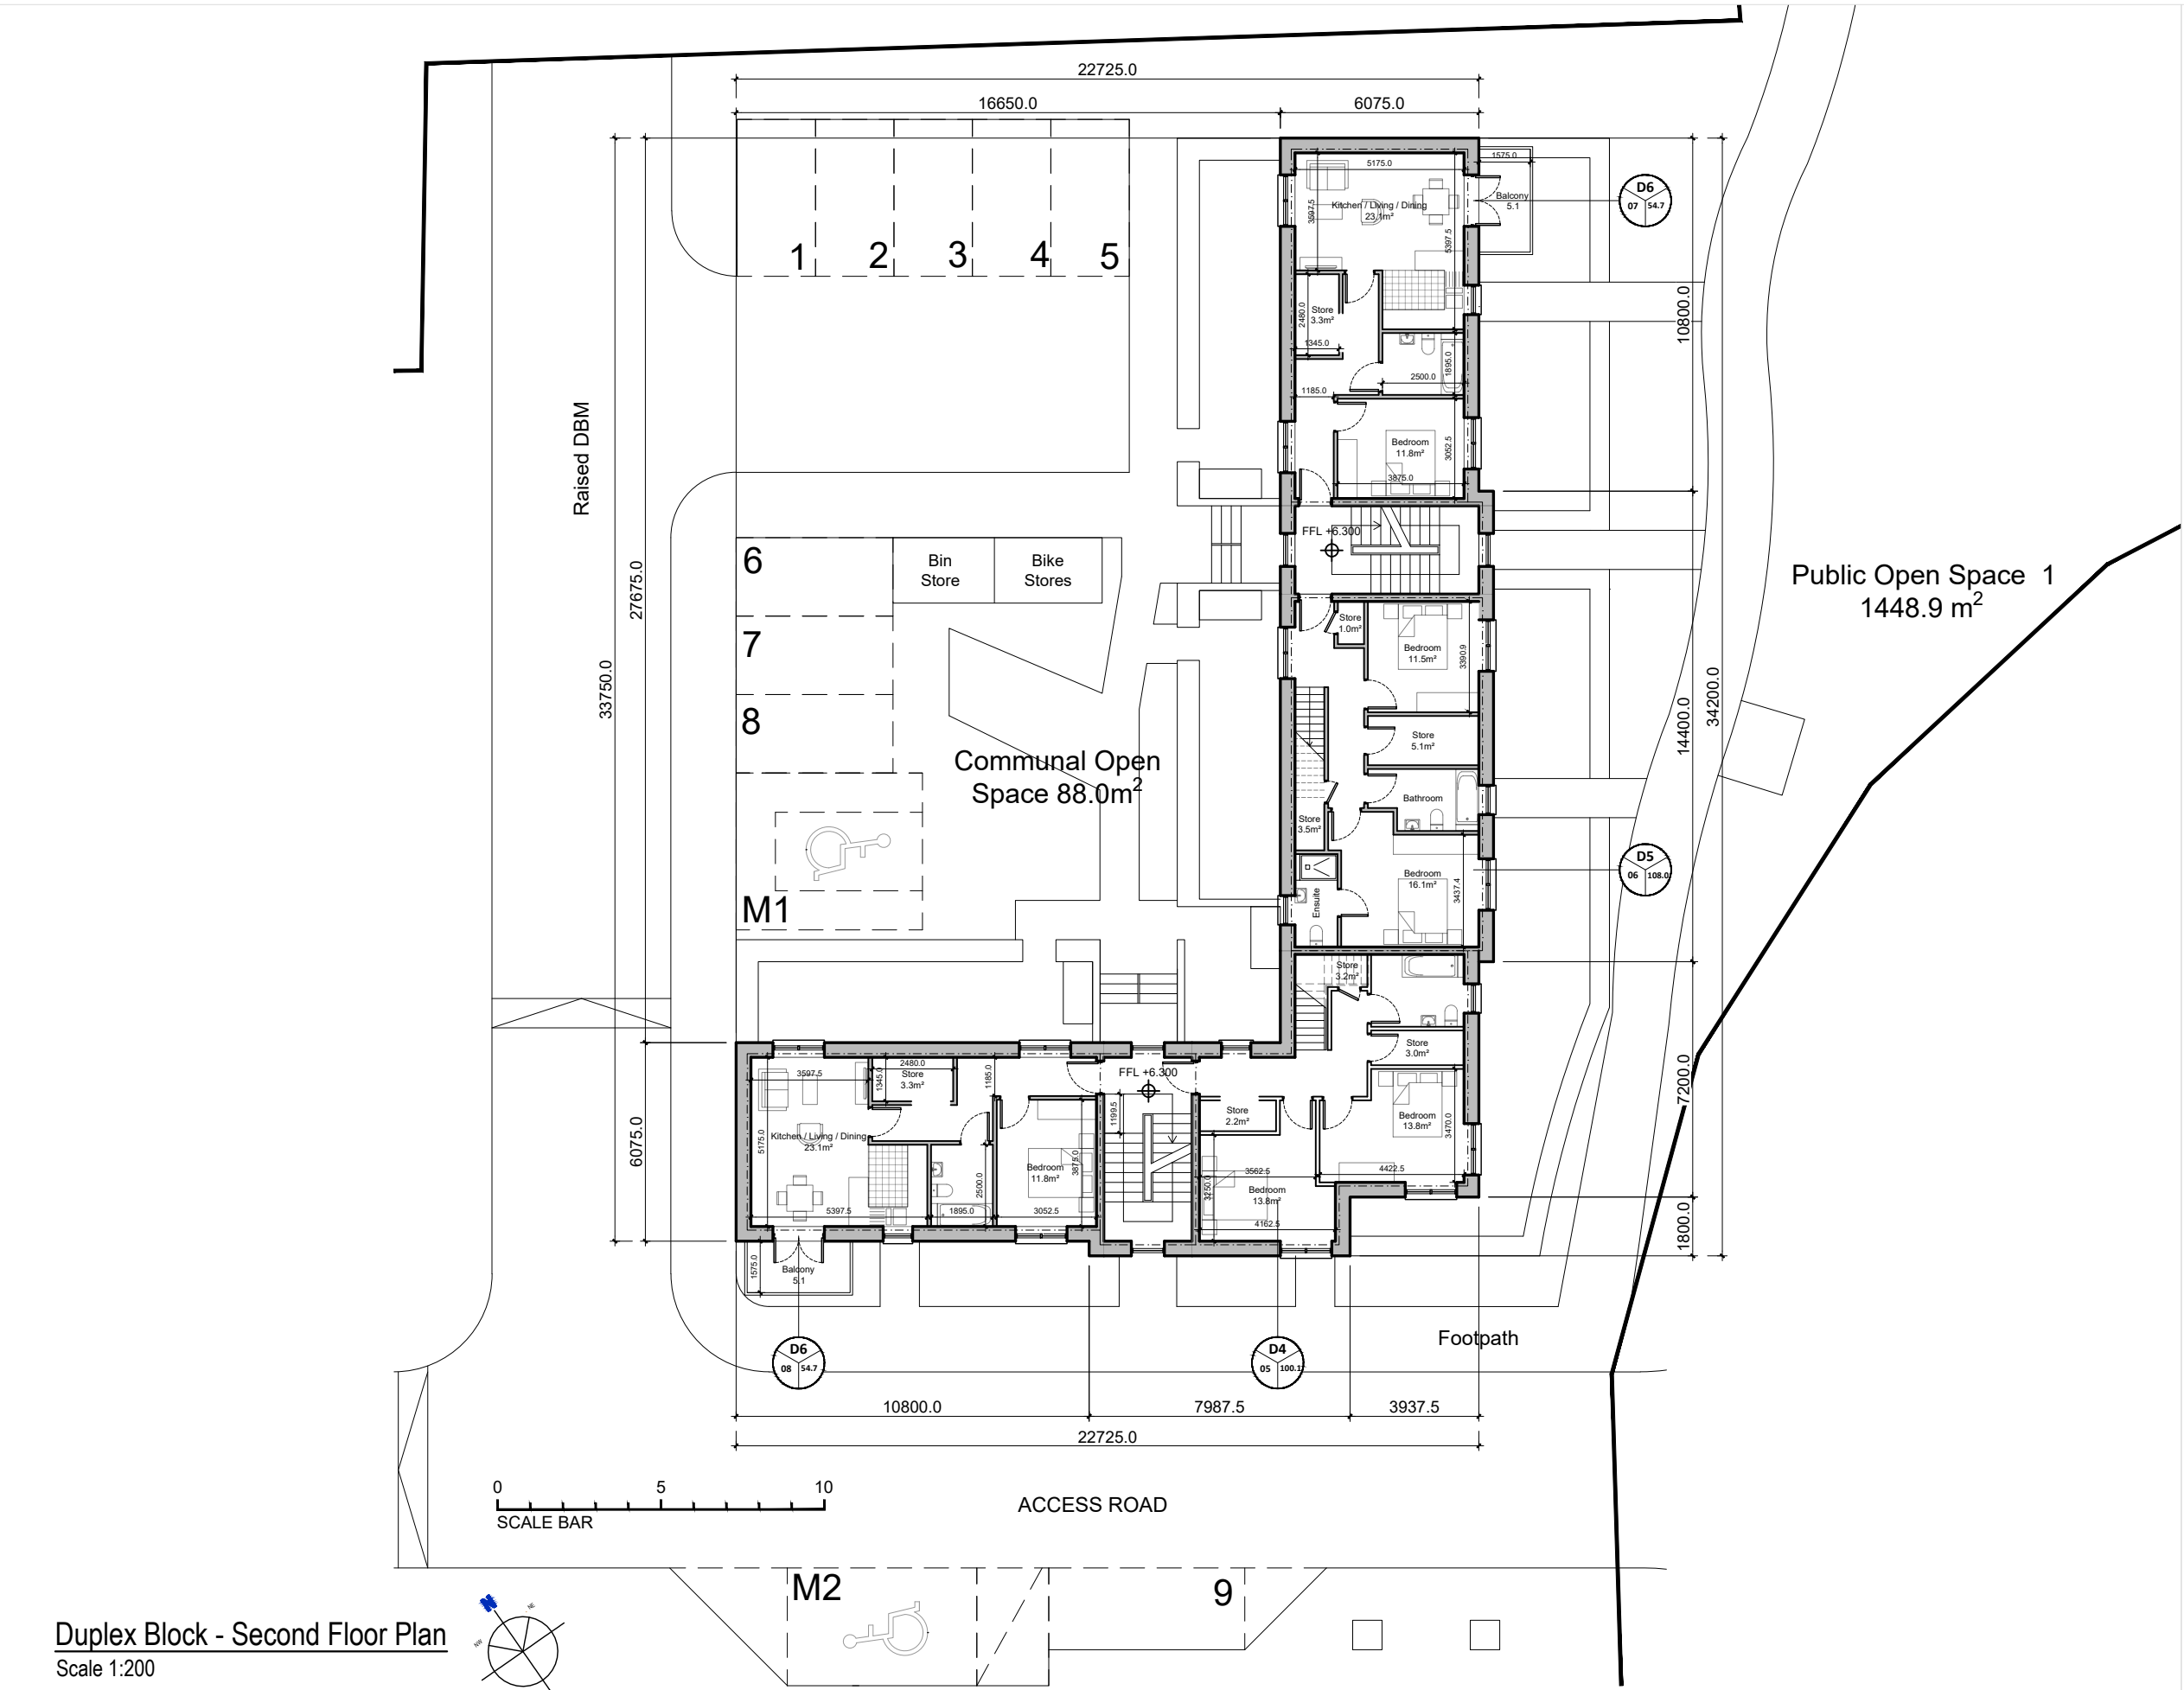 22725.0
16650.0
6075.0
5175.0
1575.0
Kitchen / Living / Dining
23.1m²
3597.5
5397.5
Balcony
5.1
D6
07
54.7
1
2
3
4
5
Store
3.3m²
2480.0
1345.0
1895.0
2500.0
1185.0
10800.0
Bedroom
11.8m²
3052.5
3875.0
Raised DBM
FFL +6.300
6
Bin
Store
Bike
Stores
27675.0
Public Open Space 1
1448.9 m²
7
Store
1.0m²
Bedroom
11.5m²
3390.9
33750.0
34200.0
8
Store
5.1m²
14400.0
Communal Open
Space 88.0m²
Bathroom
Store
3.5m²
D5
06
108.0
Bedroom
16.1m²
3437.4
M1
Ensuite
Store
3.2m²
Store
3.0m²
7200.0
3597.5
2480.0
Store
3.3m²
1345.0
1185.0
FFL +6.300
1199.5
Store
2.2m²
Bedroom
13.8m²
3470.0
6075.0
5175.0
Kitchen / Living / Dining
23.1m²
Bedroom
11.8m²
3875.0
2500.0
3562.5
4422.5
3250.0
Bedroom
13.8m²
5397.5
1895.0
3052.5
4162.5
1800.0
1575.0
Balcony
5.1
Footpath
D6
08
54.7
D4
05
100.1
10800.0
7987.5
3937.5
22725.0
0
5
10
SCALE BAR
ACCESS ROAD
M2
9
N
NE
NW
Duplex Block - Second Floor Plan
Scale 1:200